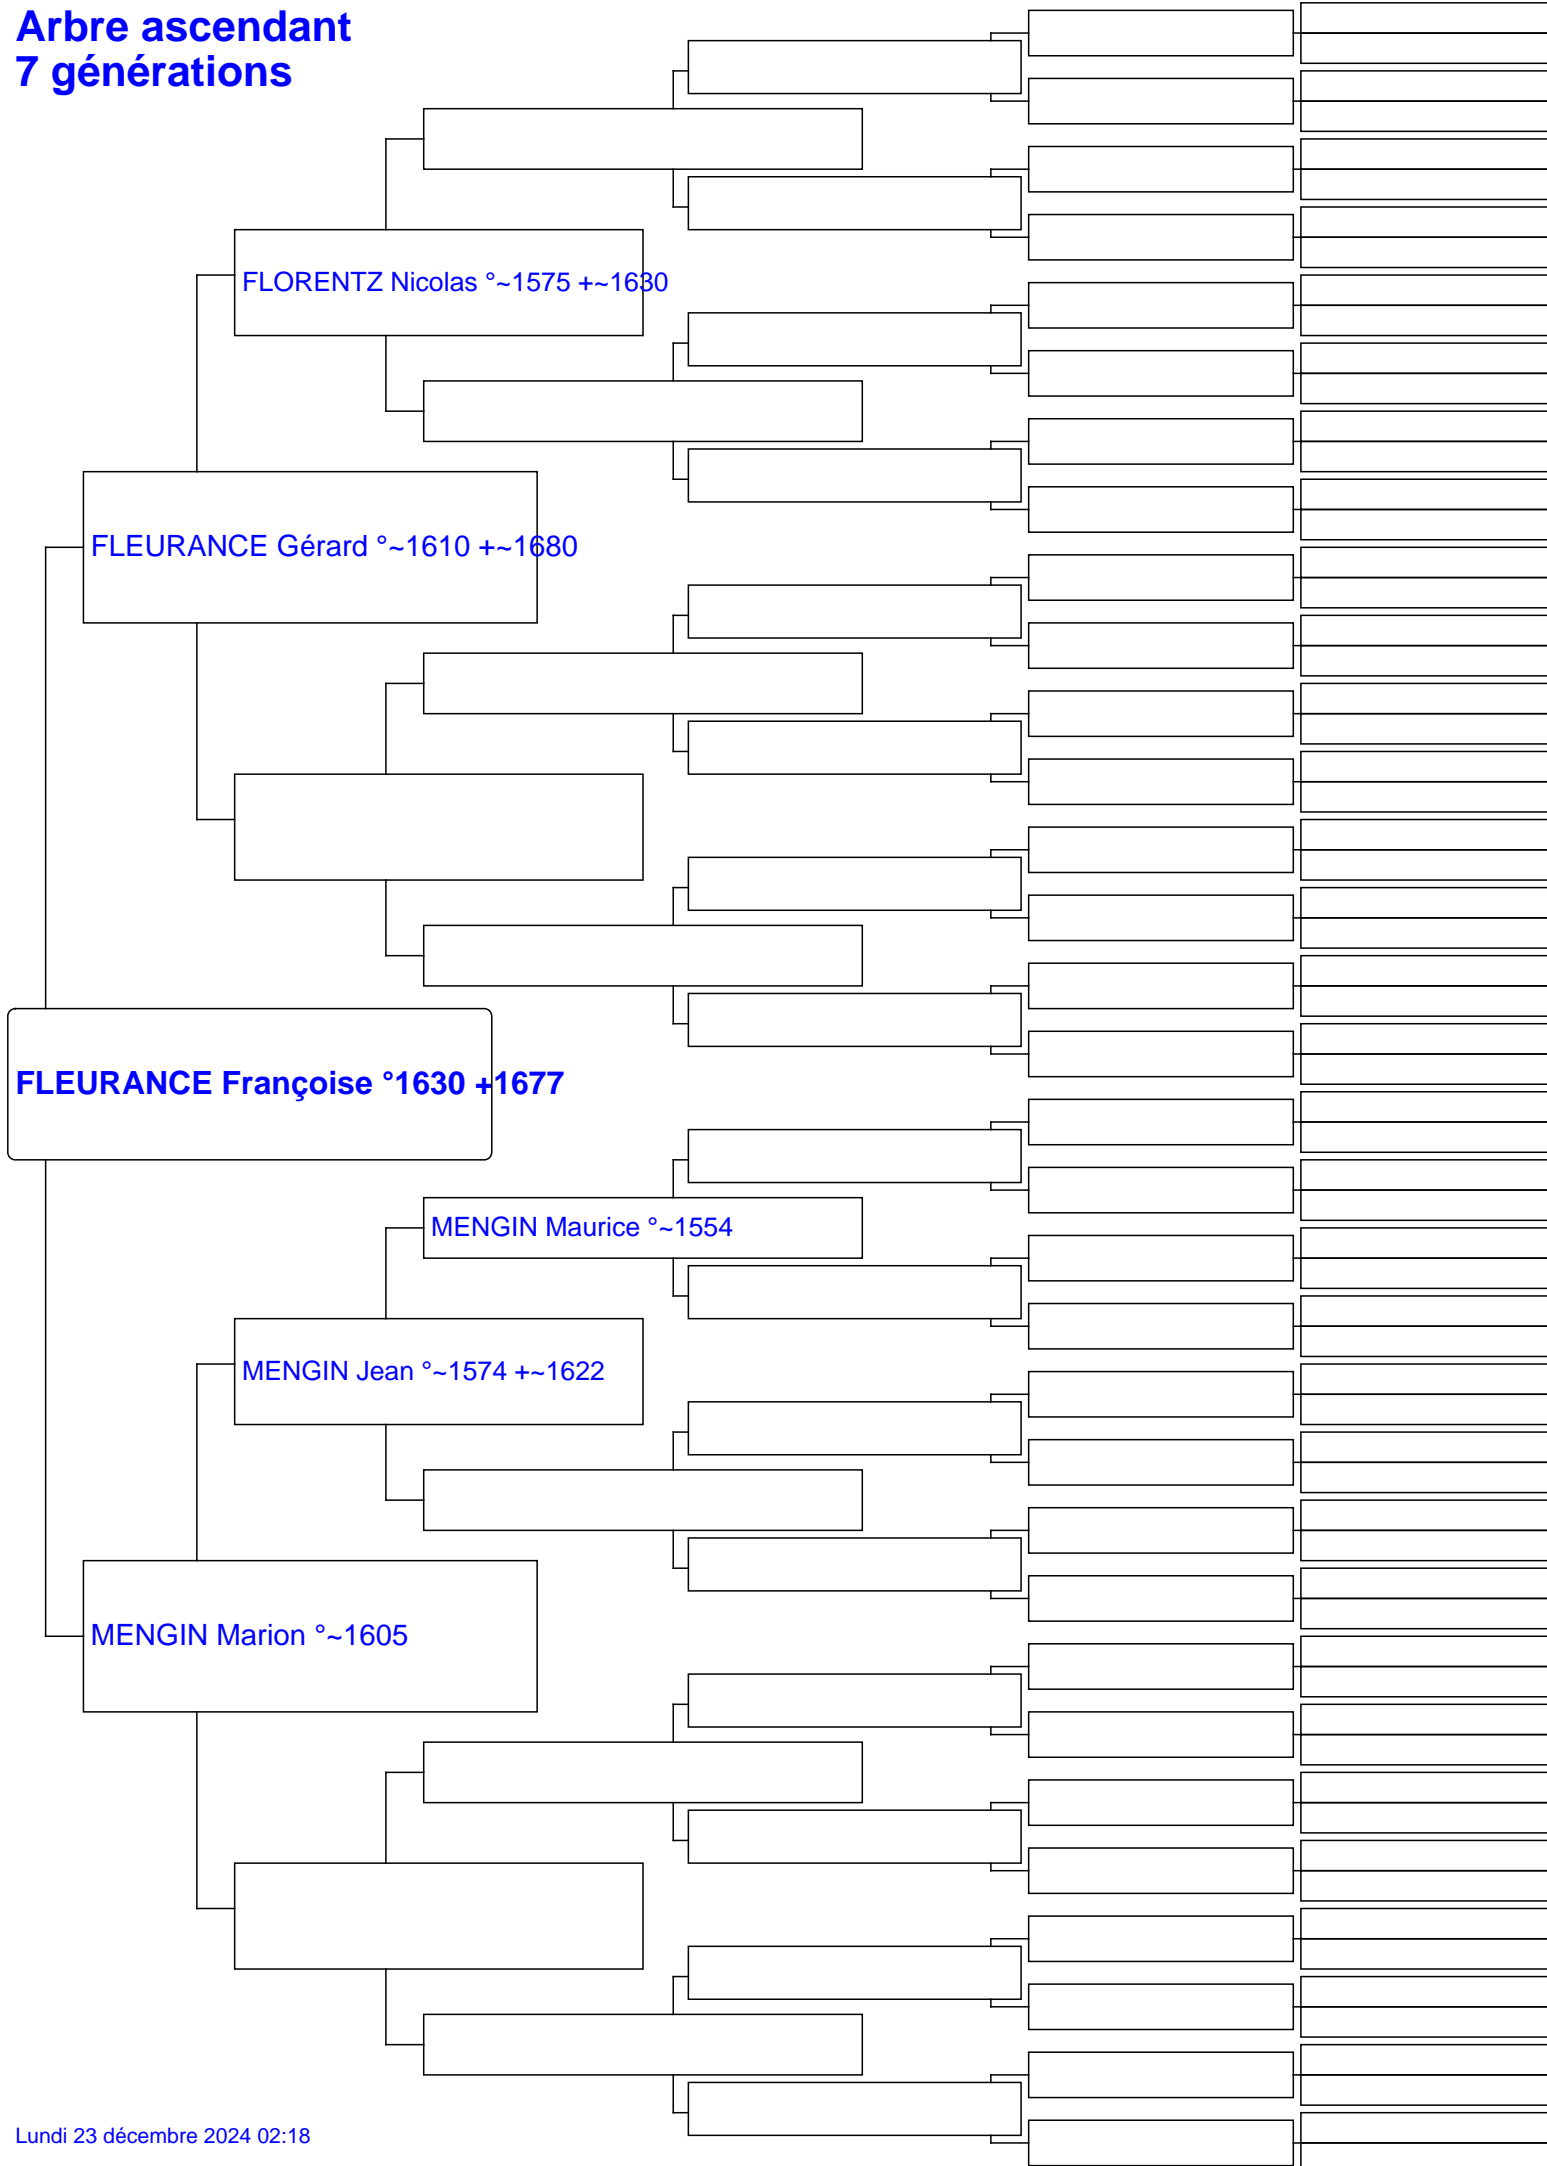 Arbre ascendant
7 générations
FLORENTZ Nicolas °~1575 +~1630
FLEURANCE Gérard °~1610 +~1680
FLEURANCE Françoise °1630 +1677
MENGIN Maurice °~1554
MENGIN Jean °~1574 +~1622
MENGIN Marion °~1605
Lundi 23 décembre 2024 02:18